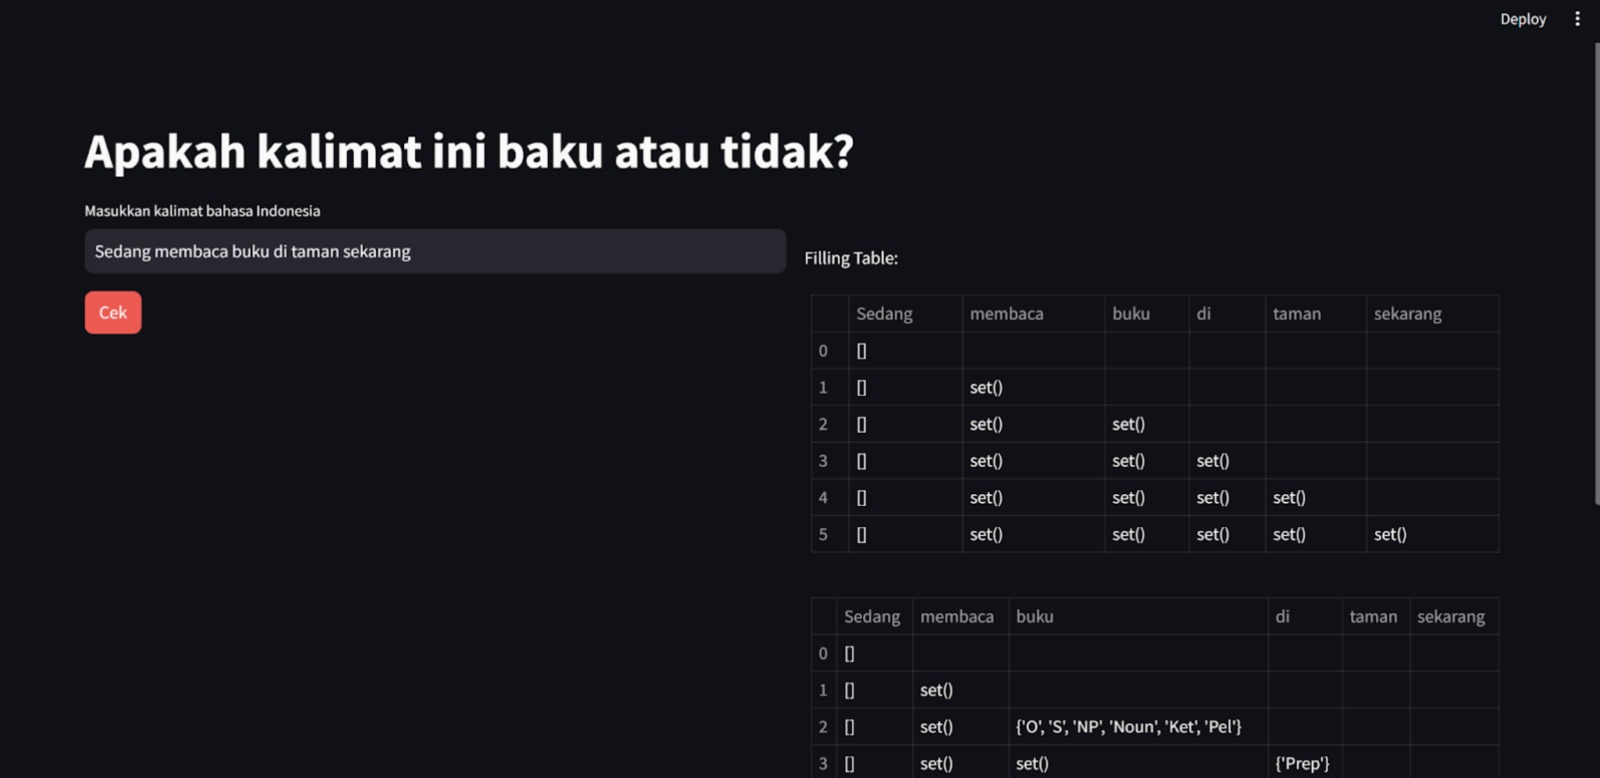 Deploy
Apakah kalimat ini baku atau tidak?
Masukkan kalimat bahasa Indonesia
Sedang membaca buku di taman sekarang
Cek
Filling Table:
Sedang membaca buku di taman sekarang
0 []
1 [] set()
2 [] set() set()
3 [] set() set() set()
4 [] set() set() set() set()
5 [] set() set() set() set() set()
Sedang membaca buku di taman sekarang
0 []
1 [] set()
2 [] set() {'O', 'S', 'NP', 'Noun', 'Ket', 'Pel'}
3 [] set() set() {'Prep'}